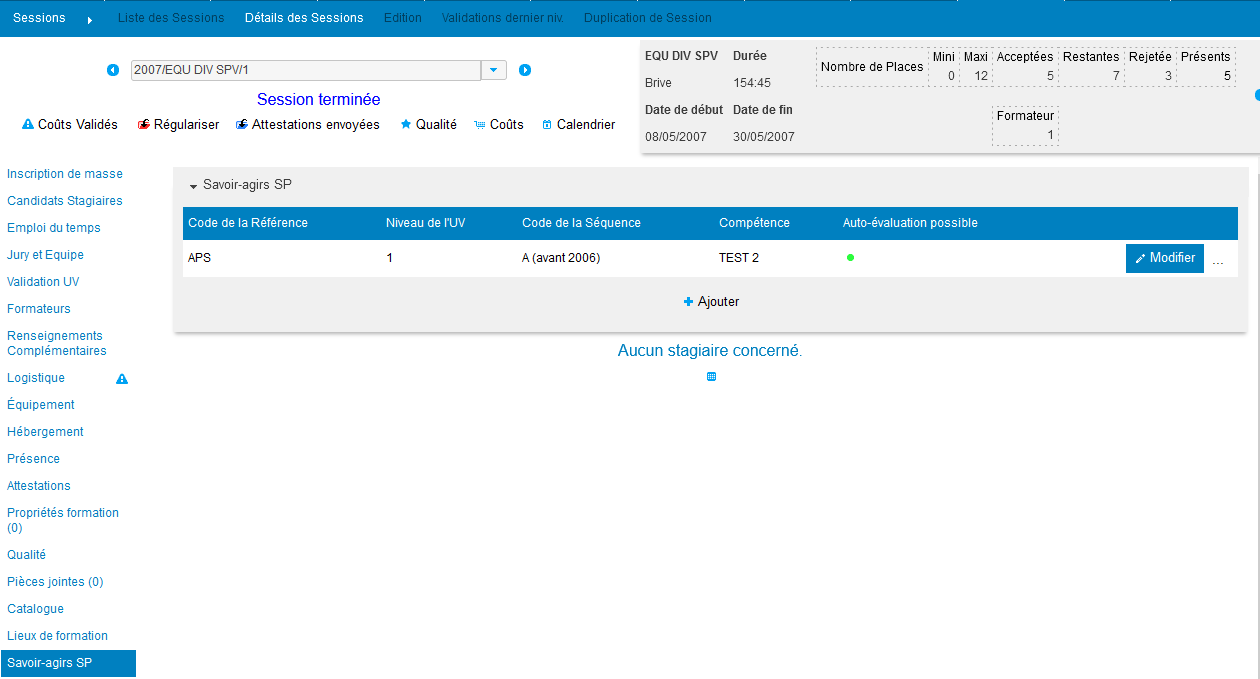 Sessions Liste des Sessions Détails des Sessions Edition Validations dernier niv. Duplication de Session
2007/EQU DIV SPV/1
Session terminée
Coûts Validés Régulariser Attestations envoyées Qualité Coûts Calendrier
EQU DIV SPV Durée
Brive 154:45
Date de début Date de fin
08/05/2007 30/05/2007
Nombre de Places Mini Maxi Acceptées Restantes Rejetée Présents
0 12 5 7 3 5
Formateur
1
Inscription de masse
Candidats Stagiaires
Emploi du temps
Jury et Equipe
Validation UV
Formateurs
Renseignements
Complémentaires
Logistique
Équipement
Hébergement
Présence
Attestations
Propriétés formation
(0)
Qualité
Pièces jointes (0)
Catalogue
Lieux de formation
Savoir-agirs SP
Savoir-agirs SP
Code de la Référence Niveau de l'UV Code de la Séquence Compétence Auto-évaluation possible
APS 1 A (avant 2006) TEST 2 Modifier ...
Ajouter
Aucun stagiaire concerné.